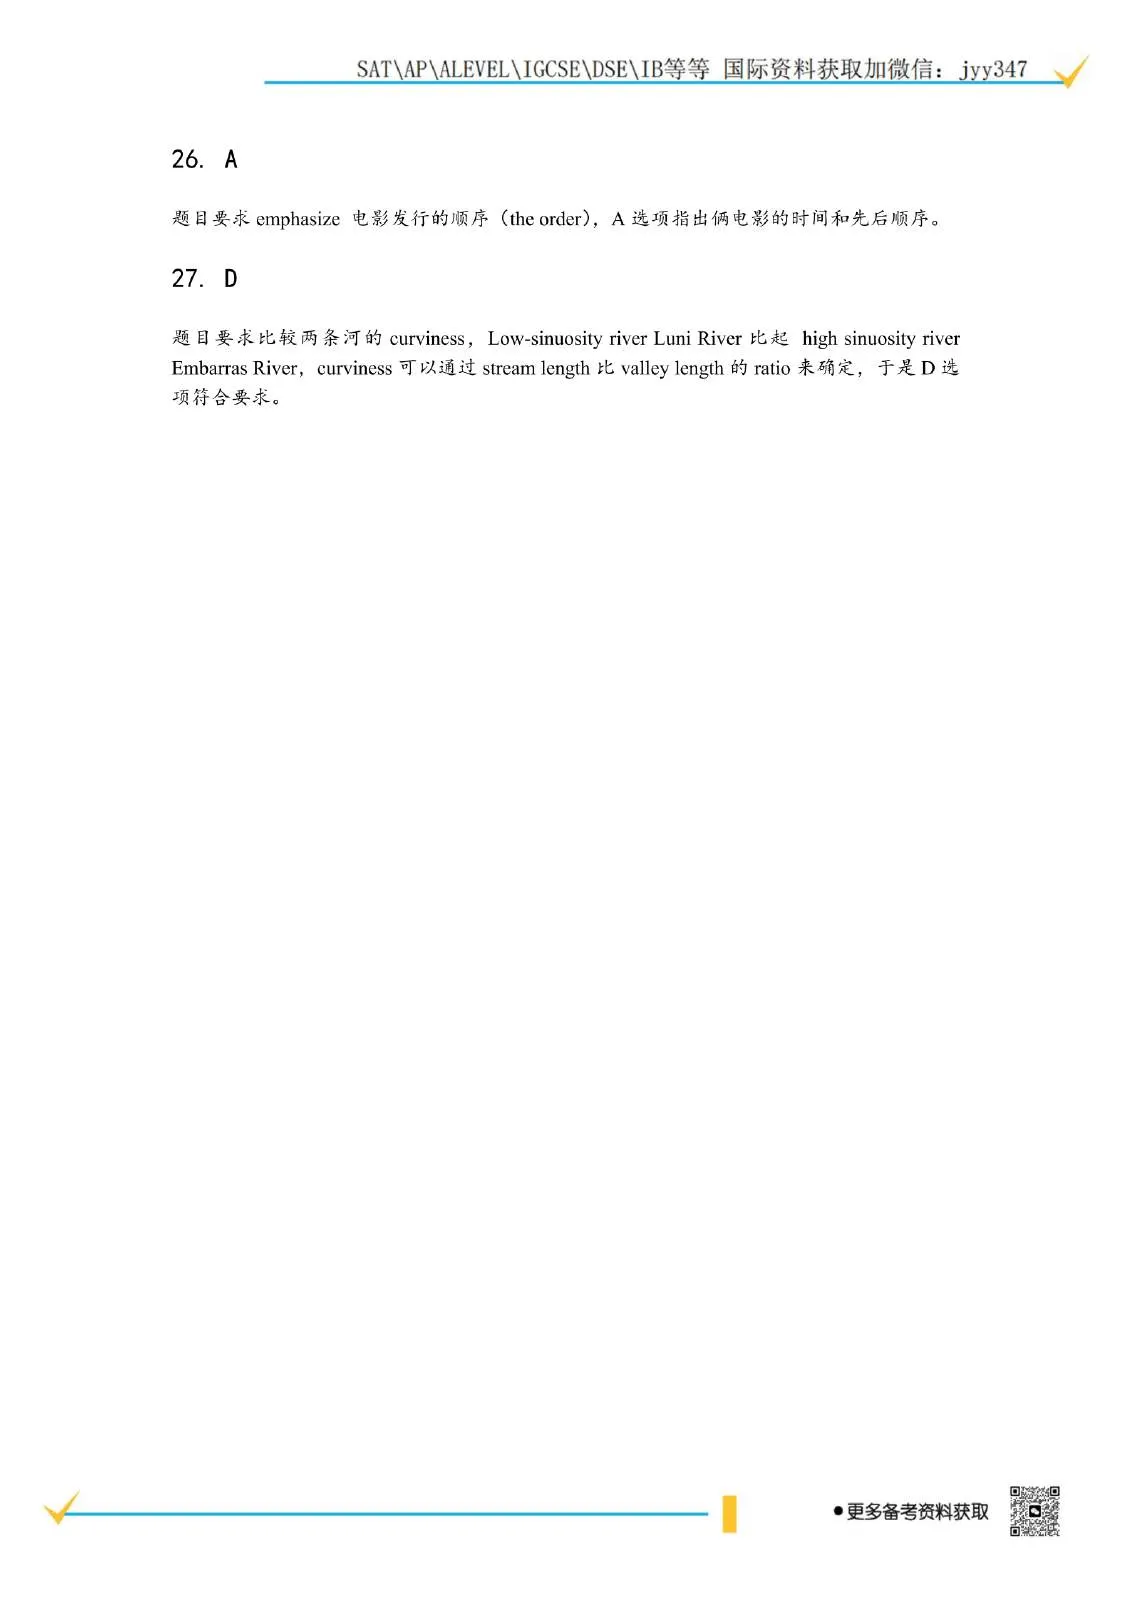 SAT\AP\ALEVEL\IGCSE\DSE\IB等等 国际资料获取加微信：jyy347
26. A
题目要求 emphasize 电影发行的顺序（the order），A 选项指出俩电影的时间和先后顺序。
27. D
题目要求比较两条河的 curviness，Low-sinuosity river Luni River 比起 high sinuosity river
Embarras River，curviness 可以通过 stream length 比 valley length 的 ratio 来确定，于是 D 选
项符合要求。
●更多备考资料获取